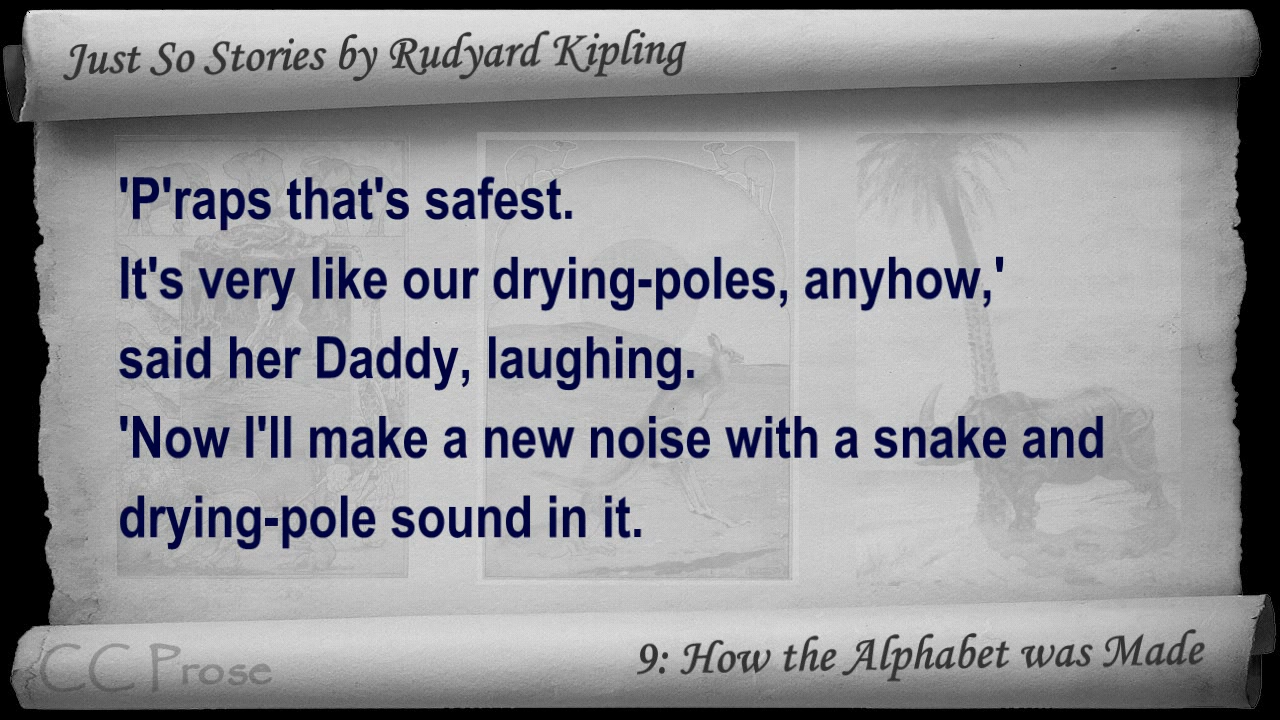 Just So Stories by Rudyard Kipling
'P'raps that's safest.
It's very like our drying-poles, anyhow,'
said her Daddy, laughing.
'Now I'll make a new noise with a snake and
drying-pole sound in it.
CC Prose
9: How the Alphabet was Made